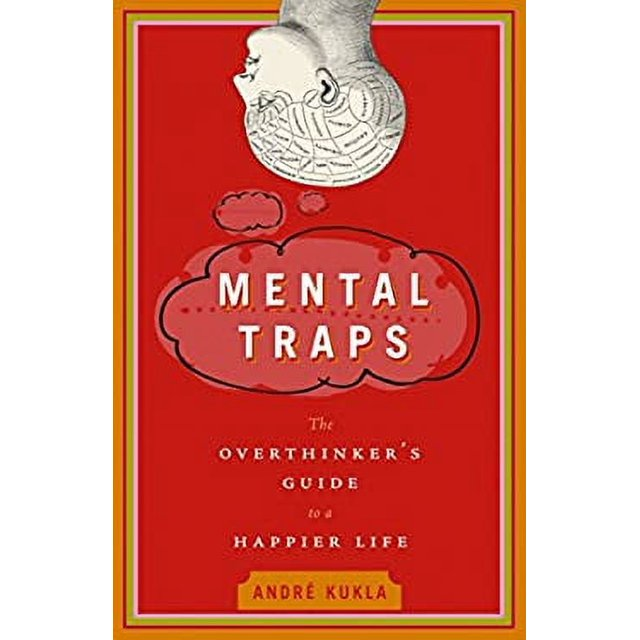 MENTAL
TRAPS
The
OVERTHINKER'S
GUIDE
to a
HAPPIER LIFE
ANDRÉ KUKLA